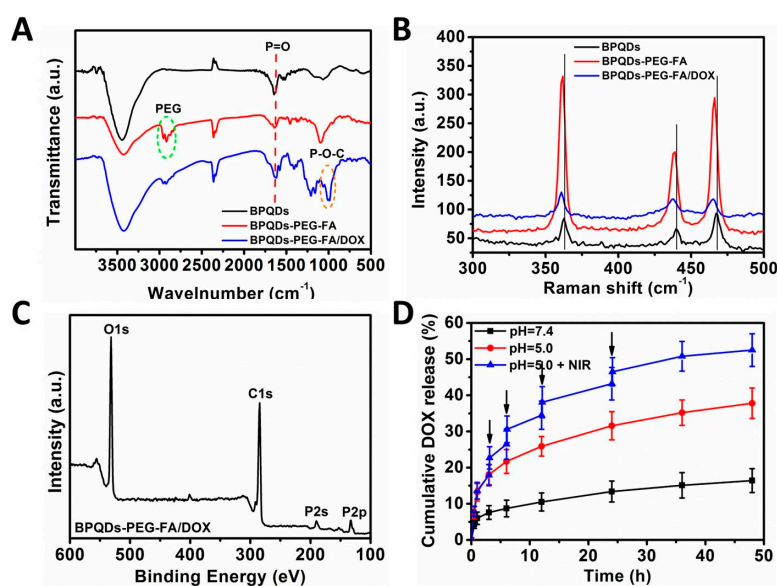 A
P=O
PEG
P-O-C
BPQDs
BPQDs-PEG-FA
BPQDs-PEG-FA/DOX
Transmittance (a.u.)
3500 3000 2500 2000 1500 1000 500
Wavelnumber (cm-1)
B
BPQDs
BPQDs-PEG-FA
BPQDs-PEG-FA/DOX
Intensity (a.u.)
400
350
300
250
200
150
100
50
300 350 400 450 500
Raman shift (cm-1)
C
O1s
C1s
P2s
P2p
BPQDs-PEG-FA/DOX
Intensity (a.u.)
600 500 400 300 200 100
Binding Energy (eV)
D
pH=7.4
pH=5.0
pH=5.0 + NIR
Cumulative DOX release (%)
60
50
40
30
20
10
0
0 10 20 30 40 50
Time (h)